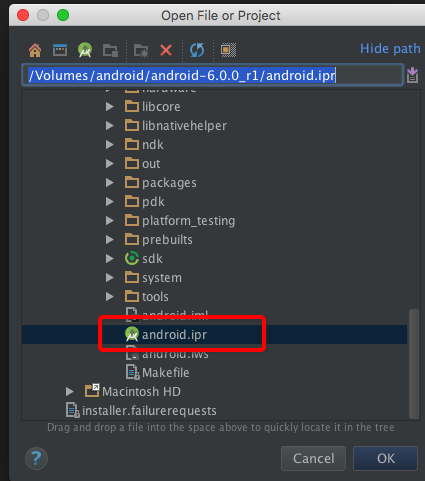 Open File or Project
Hide path
/Volumes/android/android-6.0.0_r1/android.ipr
hardware
libcore
libnativehelper
ndk
out
packages
pdk
platform_testing
prebuilts
sdk
system
tools
android.iml
android.ipr
android.iws
Makefile
Macintosh HD
installer.failurerequests
Drag and drop a file into the space above to quickly locate it in the tree
?
Cancel
OK